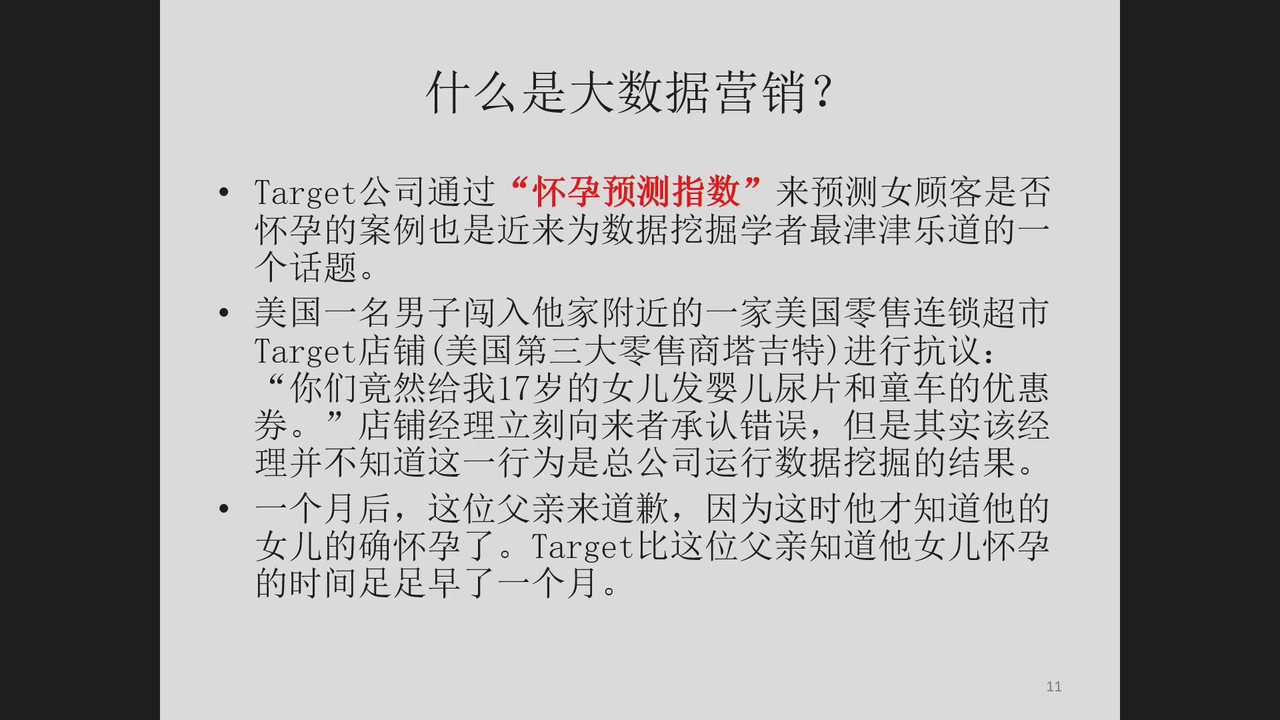 什么是大数据营销？
• Target公司通过“怀孕预测指数”来预测女顾客是否
怀孕的案例也是近来为数据挖掘学者最津津乐道的一
个话题。
• 美国一名男子闯入他家附近的一家美国零售连锁超市
Target店铺(美国第三大零售商塔吉特)进行抗议：
“你们竟然给我17岁的女儿发婴儿尿片和童车的优惠
券。”店铺经理立刻向来者承认错误，但是其实该经
理并不知道这一行为是总公司运行数据挖掘的结果。
• 一个月后，这位父亲来道歉，因为这时他才知道他的
女儿的确怀孕了。Target比这位父亲知道他女儿怀孕
的时间足足早了一个月。
11